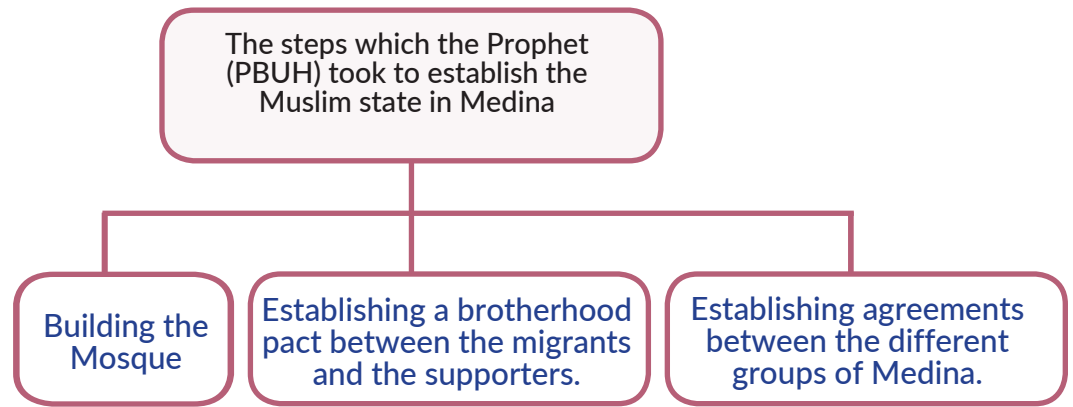 The steps which the Prophet
(PBUH) took to establish the
Muslim state in Medina
Building the
Mosque
Establishing a brotherhood
pact between the migrants
and the supporters.
Establishing agreements
between the different
groups of Medina.